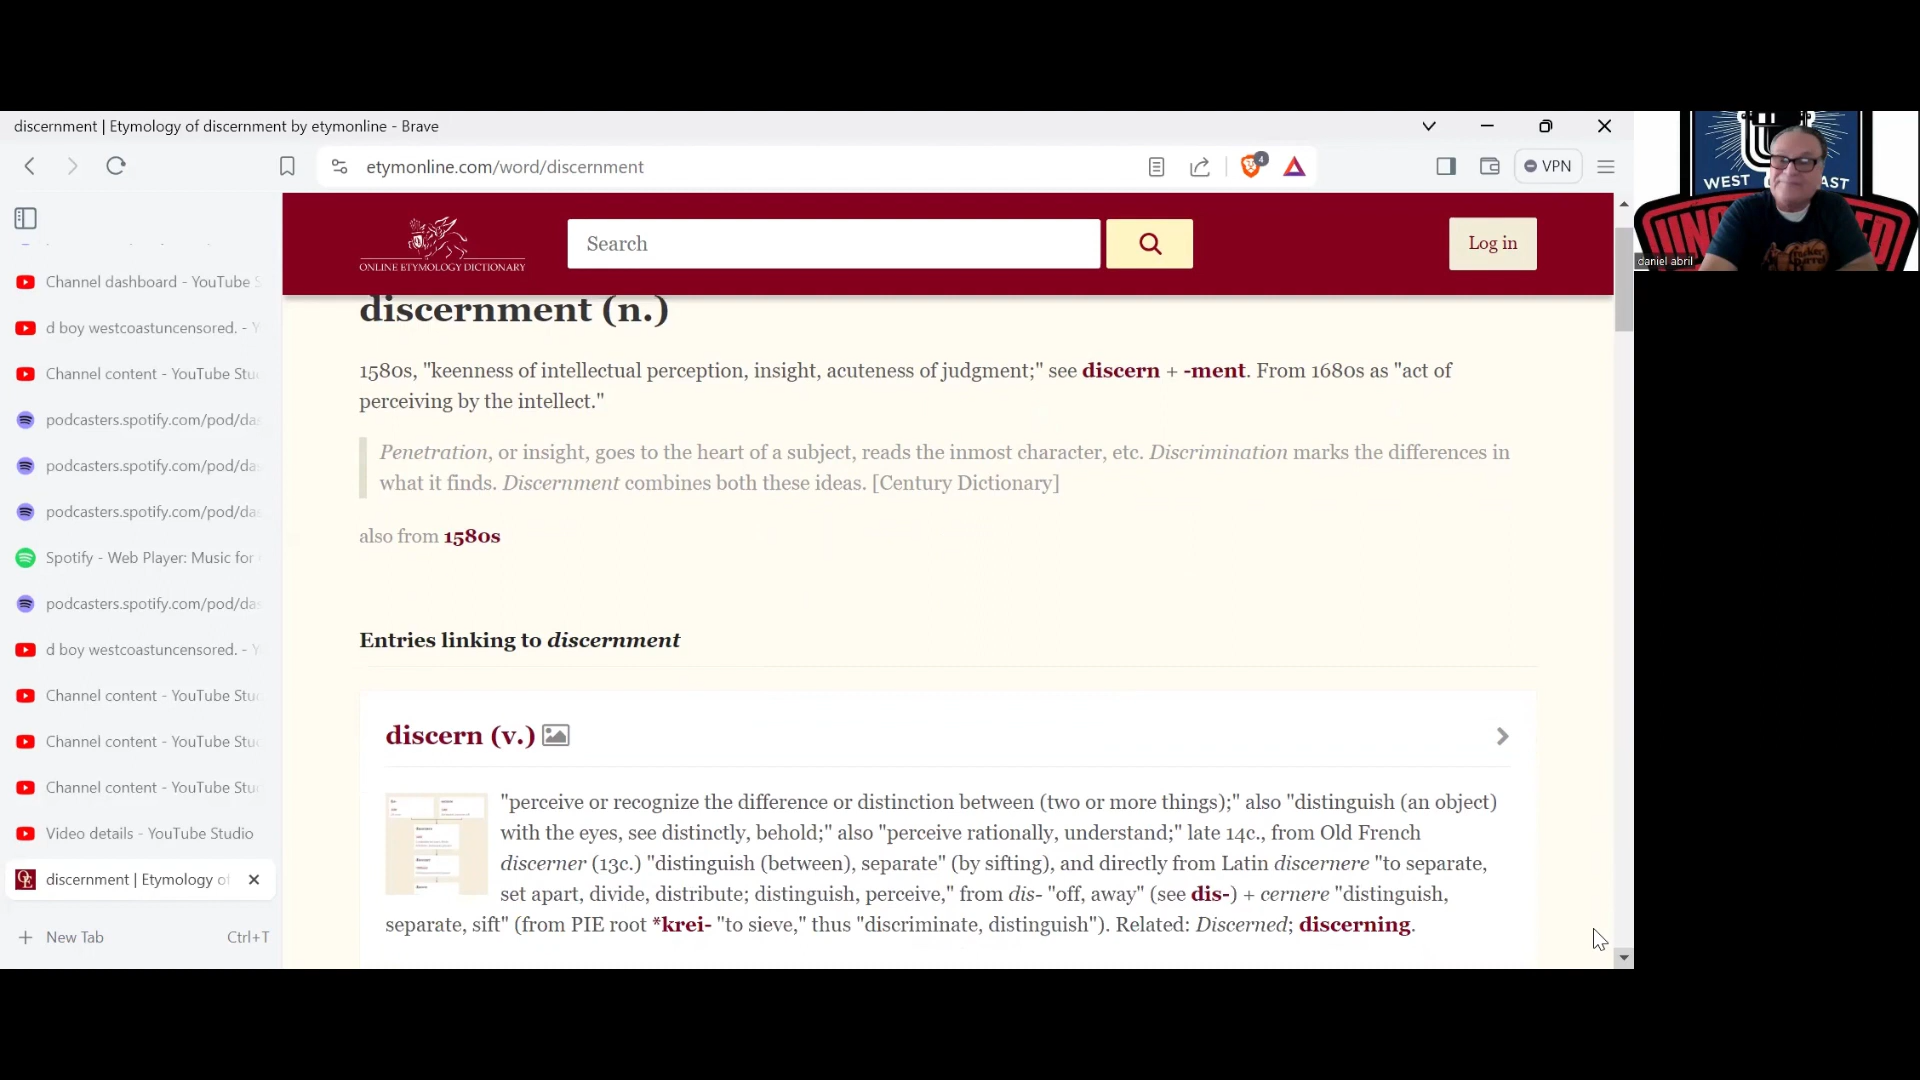 discernment | Etymology of discernment by etymonline - Brave
etymonline.com/word/discernment
4
VPN
WEST
AST
daniel abril
ONLINE ETYMOLOGY DICTIONARY
Search
Log in
Channel dashboard - YouTube S
d boy westcoastuncensored. - Y
Channel content - YouTube Stu
podcasters.spotify.com/pod/da
podcasters.spotify.com/pod/da
podcasters.spotify.com/pod/da
Spotify - Web Player: Music for
podcasters.spotify.com/pod/da
d boy westcoastuncensored. - Y
Channel content - YouTube Stu
Channel content - YouTube Stu
Channel content - YouTube Stu
Video details - YouTube Studio
discernment | Etymology of
New Tab Ctrl+T
discernment (n.)
1580s, "keenness of intellectual perception, insight, acuteness of judgment;" see discern + -ment. From 1680s as "act of
perceiving by the intellect."
Penetration, or insight, goes to the heart of a subject, reads the inmost character, etc. Discrimination marks the differences in
what it finds. Discernment combines both these ideas. [Century Dictionary]
also from 1580s
Entries linking to discernment
discern (v.)
"perceive or recognize the difference or distinction between (two or more things);" also "distinguish (an object)
with the eyes, see distinctly, behold;" also "perceive rationally, understand;" late 14c., from Old French
discerner (13c.) "distinguish (between), separate" (by sifting), and directly from Latin discernere "to separate,
set apart, divide, distribute; distinguish, perceive," from dis- "off, away" (see dis-) + cernere "distinguish,
separate, sift" (from PIE root *krei- "to sieve," thus "discriminate, distinguish"). Related: Discerned; discerning.